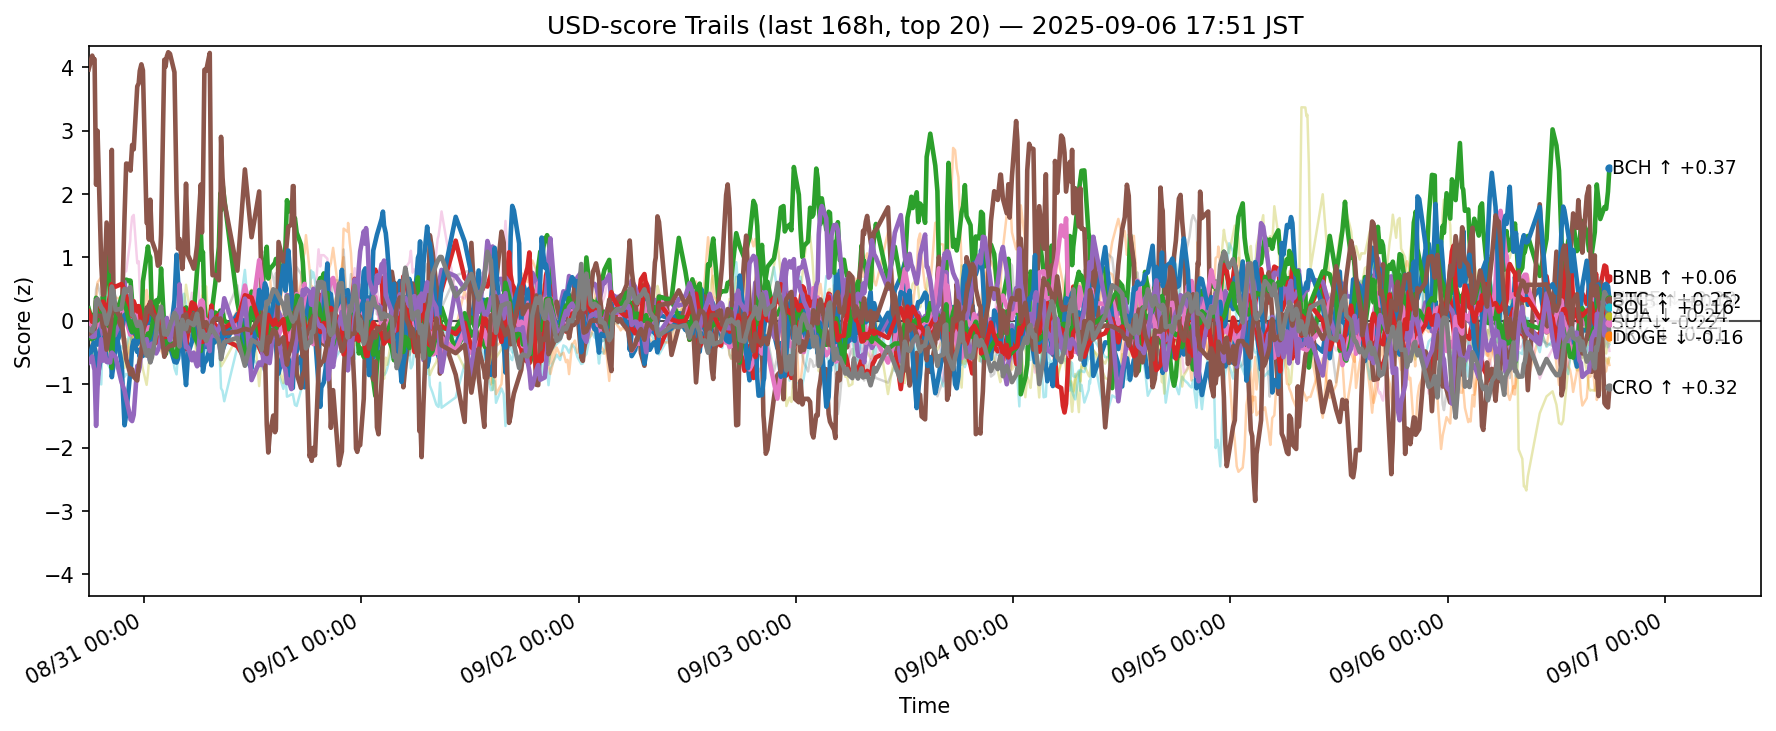 USD-score Trails (last 168h, top 20) — 2025-09-06 17:51 JST
Score (z)
4
3
2
1
0
−1
−2
−3
−4
BCH ↑ +0.37
BNB ↑ +0.06
SOL ↑ +0.16
DOGE ↓ -0.16
CRO ↑ +0.32
08/31 00:00
09/01 00:00
09/02 00:00
09/03 00:00
09/04 00:00
09/05 00:00
09/06 00:00
09/07 00:00
Time